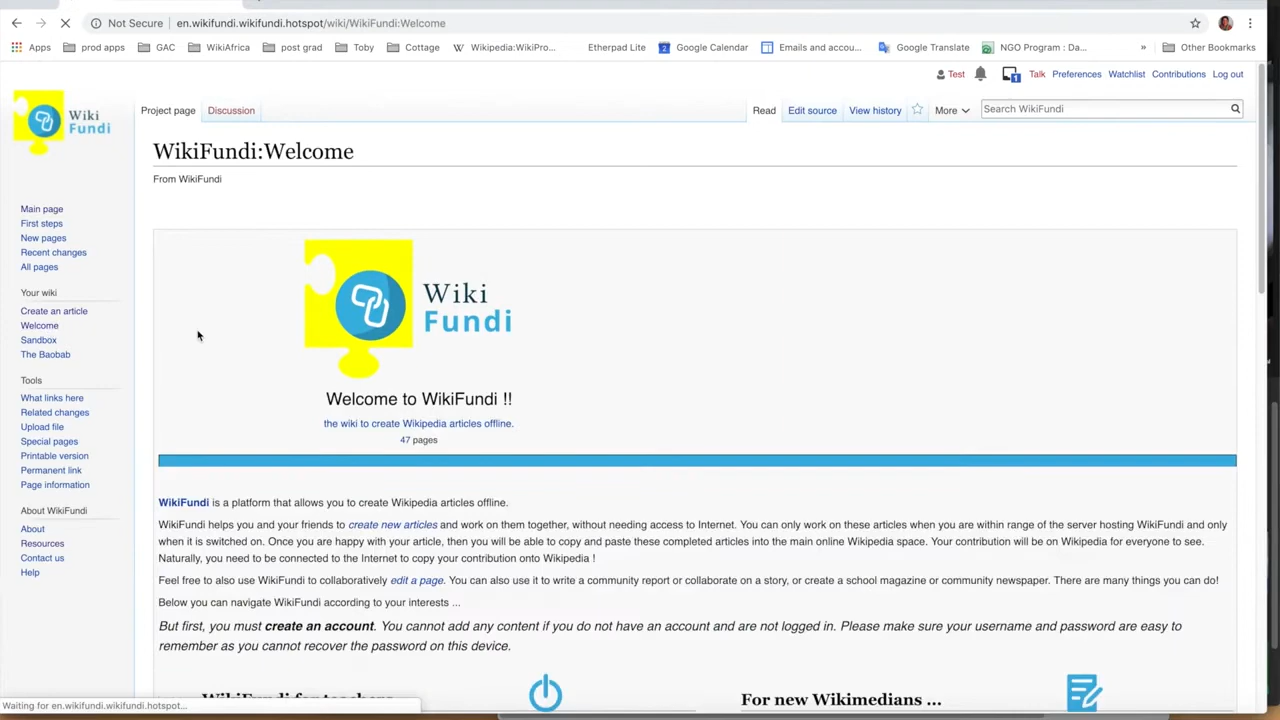 Not Secure en.wikifundi.wikifundi.hotspot/wiki/WikiFundi:Welcome
Apps prod apps GAC WikiAfrica post grad Toby Cottage Wikipedia:WikiPro... Etherpad Lite Google Calendar Emails and accou... Google Translate NGO Program : Da... » Other Bookmarks
Test 1 Talk Preferences Watchlist Contributions Log out
Wiki Fundi
Project page Discussion Read Edit source View history More Search WikiFundi
WikiFundi:Welcome
From WikiFundi
Main page
First steps
New pages
Recent changes
All pages
Your wiki
Create an article
Welcome
Sandbox
The Baobab
Tools
What links here
Related changes
Upload file
Special pages
Printable version
Permanent link
Page information
About WikiFundi
About
Resources
Contact us
Help
Wiki
Fundi
Welcome to WikiFundi !!
the wiki to create Wikipedia articles offline.
47 pages
WikiFundi is a platform that allows you to create Wikipedia articles offline.
WikiFundi helps you and your friends to create new articles and work on them together, without needing access to Internet. You can only work on these articles when you are within range of the server hosting WikiFundi and only
when it is switched on. Once you are happy with your article, then you will be able to copy and paste these completed articles into the main online Wikipedia space. Your contribution will be on Wikipedia for everyone to see.
Naturally, you need to be connected to the Internet to copy your contribution onto Wikipedia !
Feel free to also use WikiFundi to collaboratively edit a page. You can also use it to write a community report or collaborate on a story, or create a school magazine or community newspaper. There are many things you can do!
Below you can navigate WikiFundi according to your interests ...
But first, you must create an account. You cannot add any content if you do not have an account and are not logged in. Please make sure your username and password are easy to
remember as you cannot recover the password on this device.
WikiFundi for teachers For new Wikimedians ...
Waiting for en.wikifundi.wikifundi.hotspot...